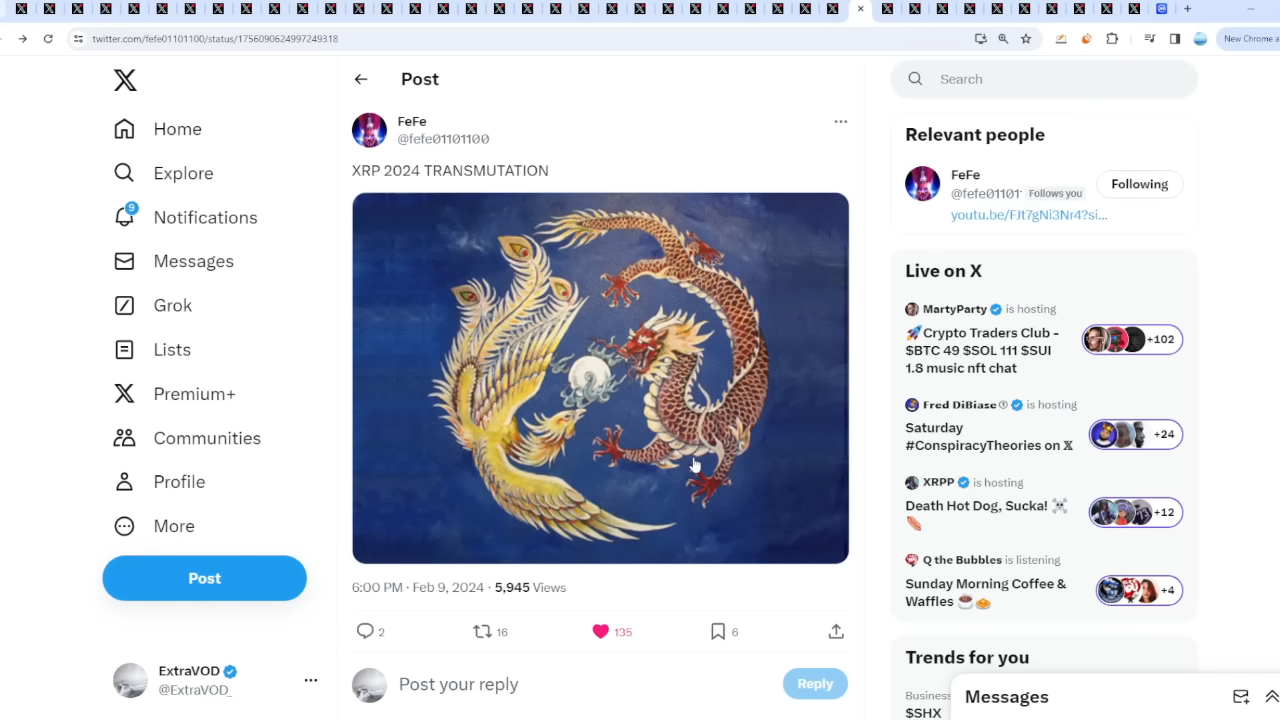 twitter.com/fefe01101100/status/1756090624997249318
New Chrome a
Home
Explore
9
Notifications
Messages
Grok
Lists
Premium+
Communities
Profile
More
Post
ExtraVOD
@ExtraVOD_
Post
FeFe
@fefe01101100
XRP 2024 TRANSMUTATION
6:00 PM · Feb 9, 2024 · 5,945 Views
2
16
135
6
Post your reply
Reply
Search
Relevant people
FeFe
@fefe01101
Follows you
Following
youtu.be/FJt7gNi3Nr4?si...
Live on X
MartyParty is hosting
🚀Crypto Traders Club -
$BTC 49 $SOL 111 $SUI
1.8 music nft chat
+102
Fred DiBiase is hosting
Saturday
#ConspiracyTheories on 𝕏
+24
XRPP is hosting
Death Hot Dog, Sucka! ☠️
🌭
+12
Q the Bubbles is listening
Sunday Morning Coffee &
Waffles ☕🧇
+4
Trends for you
Business
$SHX
Messages